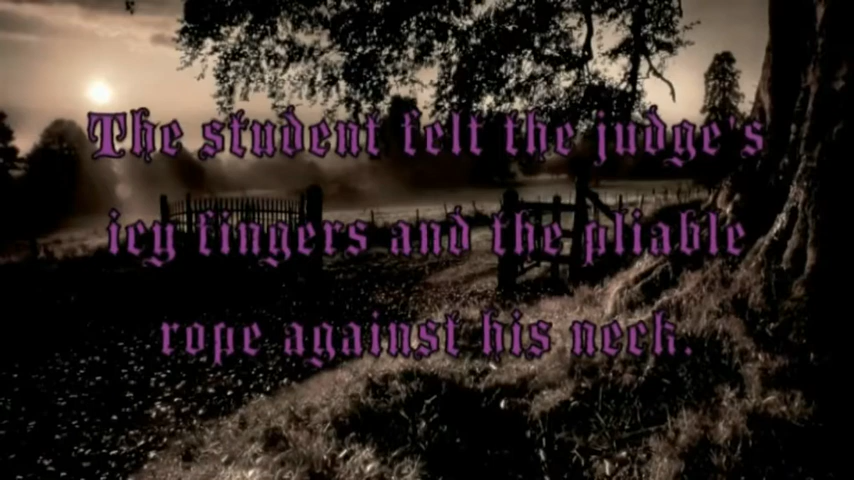 The student felt the judge's
icy fingers and the pliable
rope against his neck.